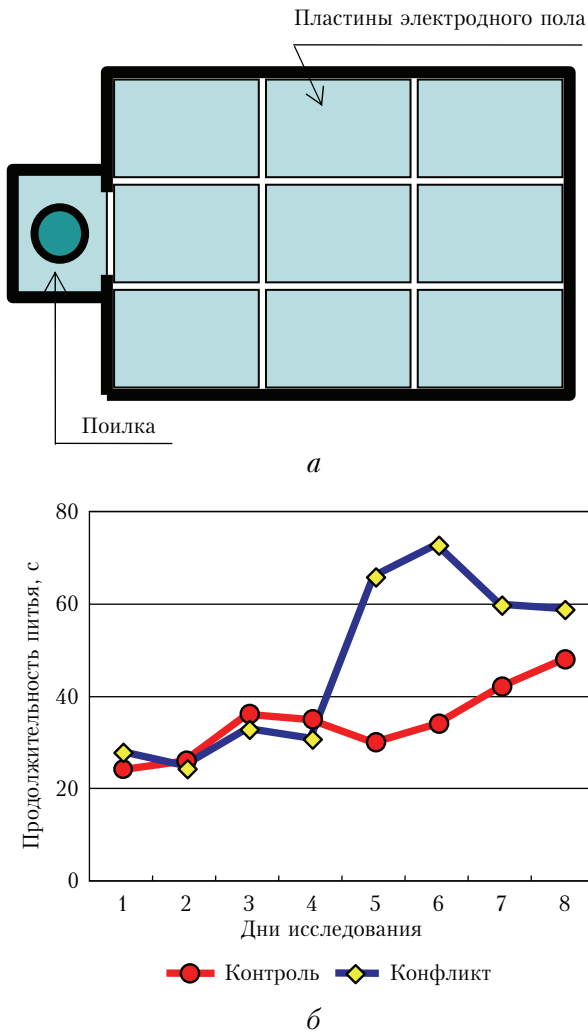 Пластины электродного пола
Поилка
а
80
60
40
20
0
Продолжительность питья, с
1 2 3 4 5 6 7 8
Дни исследования
Контроль Конфликт
б